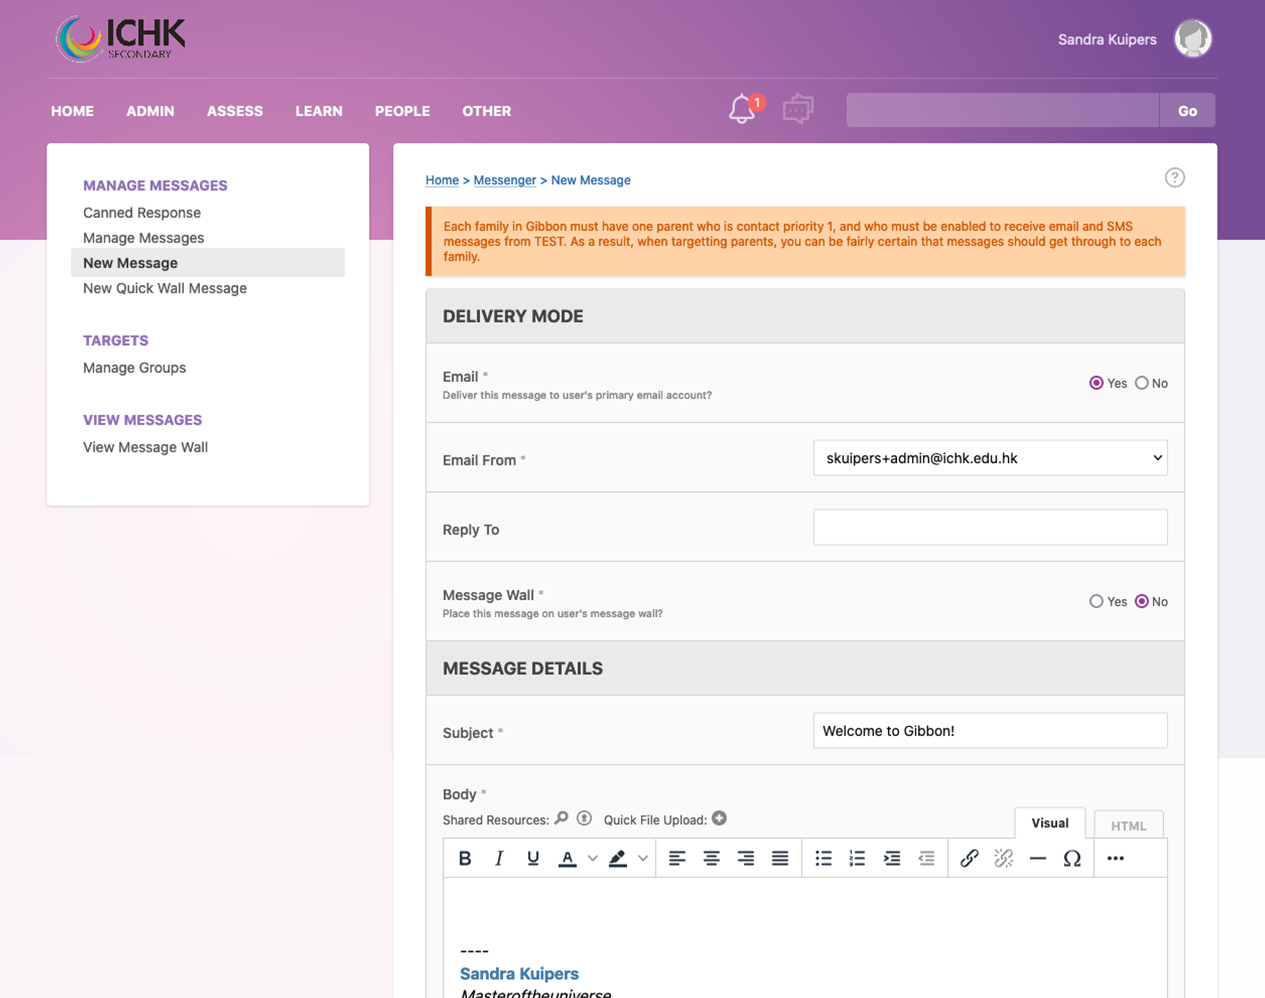 ICHK
SECONDARY
Sandra Kuipers
HOME ADMIN ASSESS LEARN PEOPLE OTHER
1
Go
MANAGE MESSAGES
Canned Response
Manage Messages
New Message
New Quick Wall Message
TARGETS
Manage Groups
VIEW MESSAGES
View Message Wall
Home > Messenger > New Message
?
Each family in Gibbon must have one parent who is contact priority 1, and who must be enabled to receive email and SMS
messages from TEST. As a result, when targetting parents, you can be fairly certain that messages should get through to each
family.
DELIVERY MODE
Email *
Deliver this message to user's primary email account?
Yes No
Email From *
skuipers+admin@ichk.edu.hk
Reply To
Message Wall *
Place this message on user's message wall?
Yes No
MESSAGE DETAILS
Subject *
Welcome to Gibbon!
Body *
Shared Resources: Quick File Upload:
Visual HTML
B I U A Ω
----
Sandra Kuipers
Masteroftheuniverse